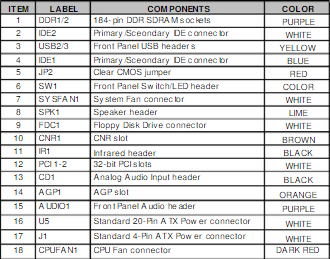 ITEM LABEL COMPONENTS COLOR
1 DDR1/2 184-pin DDR SDRAM sockets PURPLE
2 IDE2 Primary /Sceondary IDE connector WHITE
3 USB2/3 Front Panel USB headers YELLOW
4 IDE1 Primary /Sceondary IDE connector BLUE
5 JP2 Clear CMOS jumper RED
6 SW1 Front Panel Switch/LED header COLOR
7 SYSFAN1 System Fan connector WHITE
8 SPK1 Speaker header LIME
9 FDC1 Floppy Disk Drive connector WHITE
10 CNR1 CNR slot BROWN
11 IR1 Infrared header BLACK
12 PCI1-2 32-bit PCI slots WHITE
13 CD1 Analog Audio Input header BLACK
14 AGP1 AGP slot ORANGE
15 AUDIO1 Front Panel Audio header PURPLE
16 U5 Standard 20-Pin ATX Power connector WHITE
17 J1 Standard 4-Pin ATX Power connector WHITE
18 CPUFAN1 CPU Fan connector DARK RED